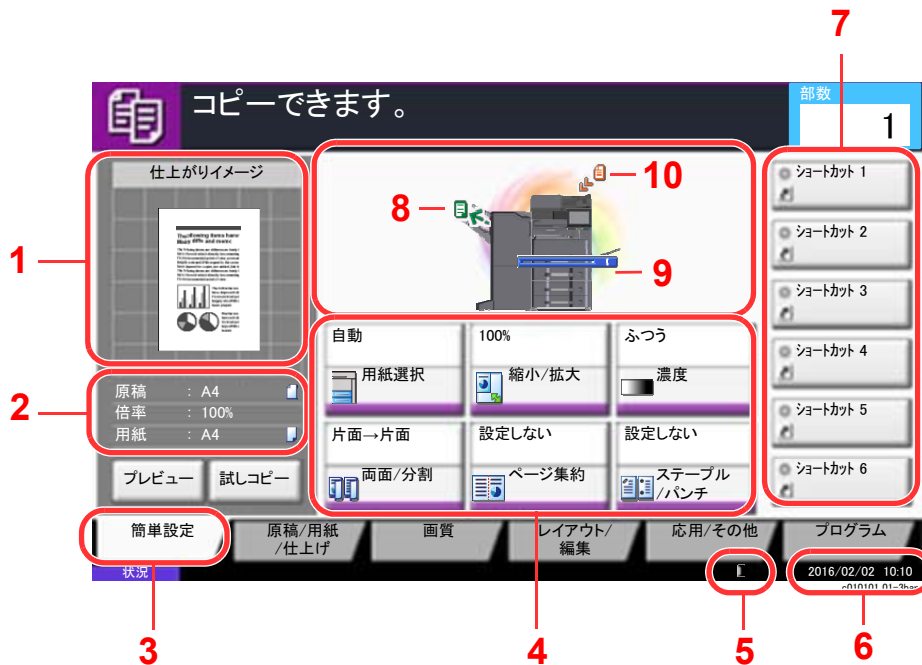 7
コピーできます。
部数
1
仕上がりイメージ
1
8
10
9
ショートカット 1
ショートカット 2
ショートカット 3
ショートカット 4
ショートカット 5
ショートカット 6
2
原稿 : A4
倍率 : 100%
用紙 : A4
プレビュー
試しコピー
自動
用紙選択
100%
縮小/拡大
ふつう
濃度
片面→片面
両面/分割
設定しない
ページ集約
設定しない
ステープル
/パンチ
簡単設定
原稿/用紙
/仕上げ
画質
レイアウト/
編集
応用/その他
プログラム
状況
2016/02/02 10:10
3
4
5
6